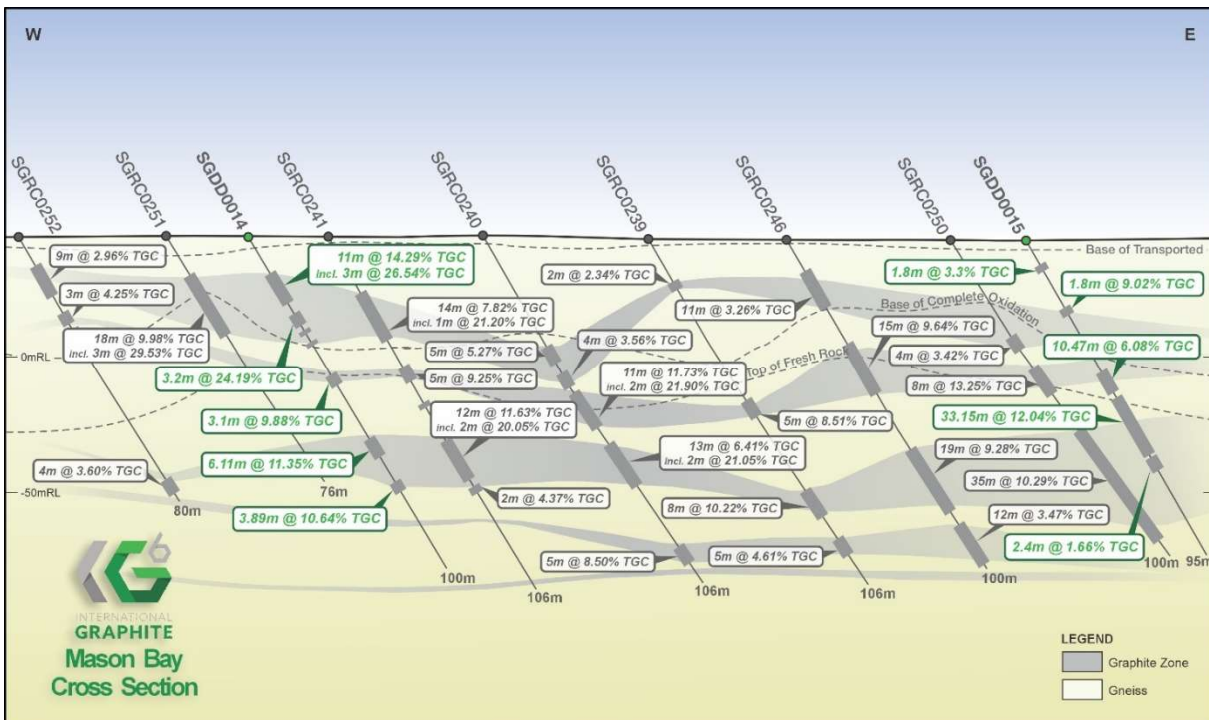 W
E
SGRC0252
SGRC0251
SGDD0014
SGRC0241
SGRC0240
SGRC0239
SGRC0246
SGRC0250
SGDD0015
Base of Transported
9m @ 2.96% TGC
11m @ 14.29% TGC
incl. 3m @ 26.54% TGC
2m @ 2.34% TGC
1.8m @ 3.3% TGC
1.8m @ 9.02% TGC
3m @ 4.25% TGC
14m @ 7.82% TGC
incl. 1m @ 21.20% TGC
11m @ 3.26% TGC
Base of Complete Oxidation
15m @ 9.64% TGC
18m @ 9.98% TGC
incl. 3m @ 29.53% TGC
5m @ 5.27% TGC
4m @ 3.56% TGC
4m @ 3.42% TGC
10.47m @ 6.08% TGC
0mRL
Top of Fresh Rock
3.2m @ 24.19% TGC
5m @ 9.25% TGC
11m @ 11.73% TGC
incl. 2m @ 21.90% TGC
8m @ 13.25% TGC
3.1m @ 9.88% TGC
12m @ 11.63% TGC
incl. 2m @ 20.05% TGC
5m @ 8.51% TGC
33.15m @ 12.04% TGC
4m @ 3.60% TGC
6.11m @ 11.35% TGC
13m @ 6.41% TGC
incl. 2m @ 21.05% TGC
19m @ 9.28% TGC
35m @ 10.29% TGC
-50mRL
80m
76m
3.89m @ 10.64% TGC
2m @ 4.37% TGC
8m @ 10.22% TGC
12m @ 3.47% TGC
2.4m @ 1.66% TGC
5m @ 8.50% TGC
5m @ 4.61% TGC
100m
106m
106m
106m
100m
100m
95m
G6
INTERNATIONAL
GRAPHITE
Mason Bay
Cross Section
LEGEND
Graphite Zone
Gneiss